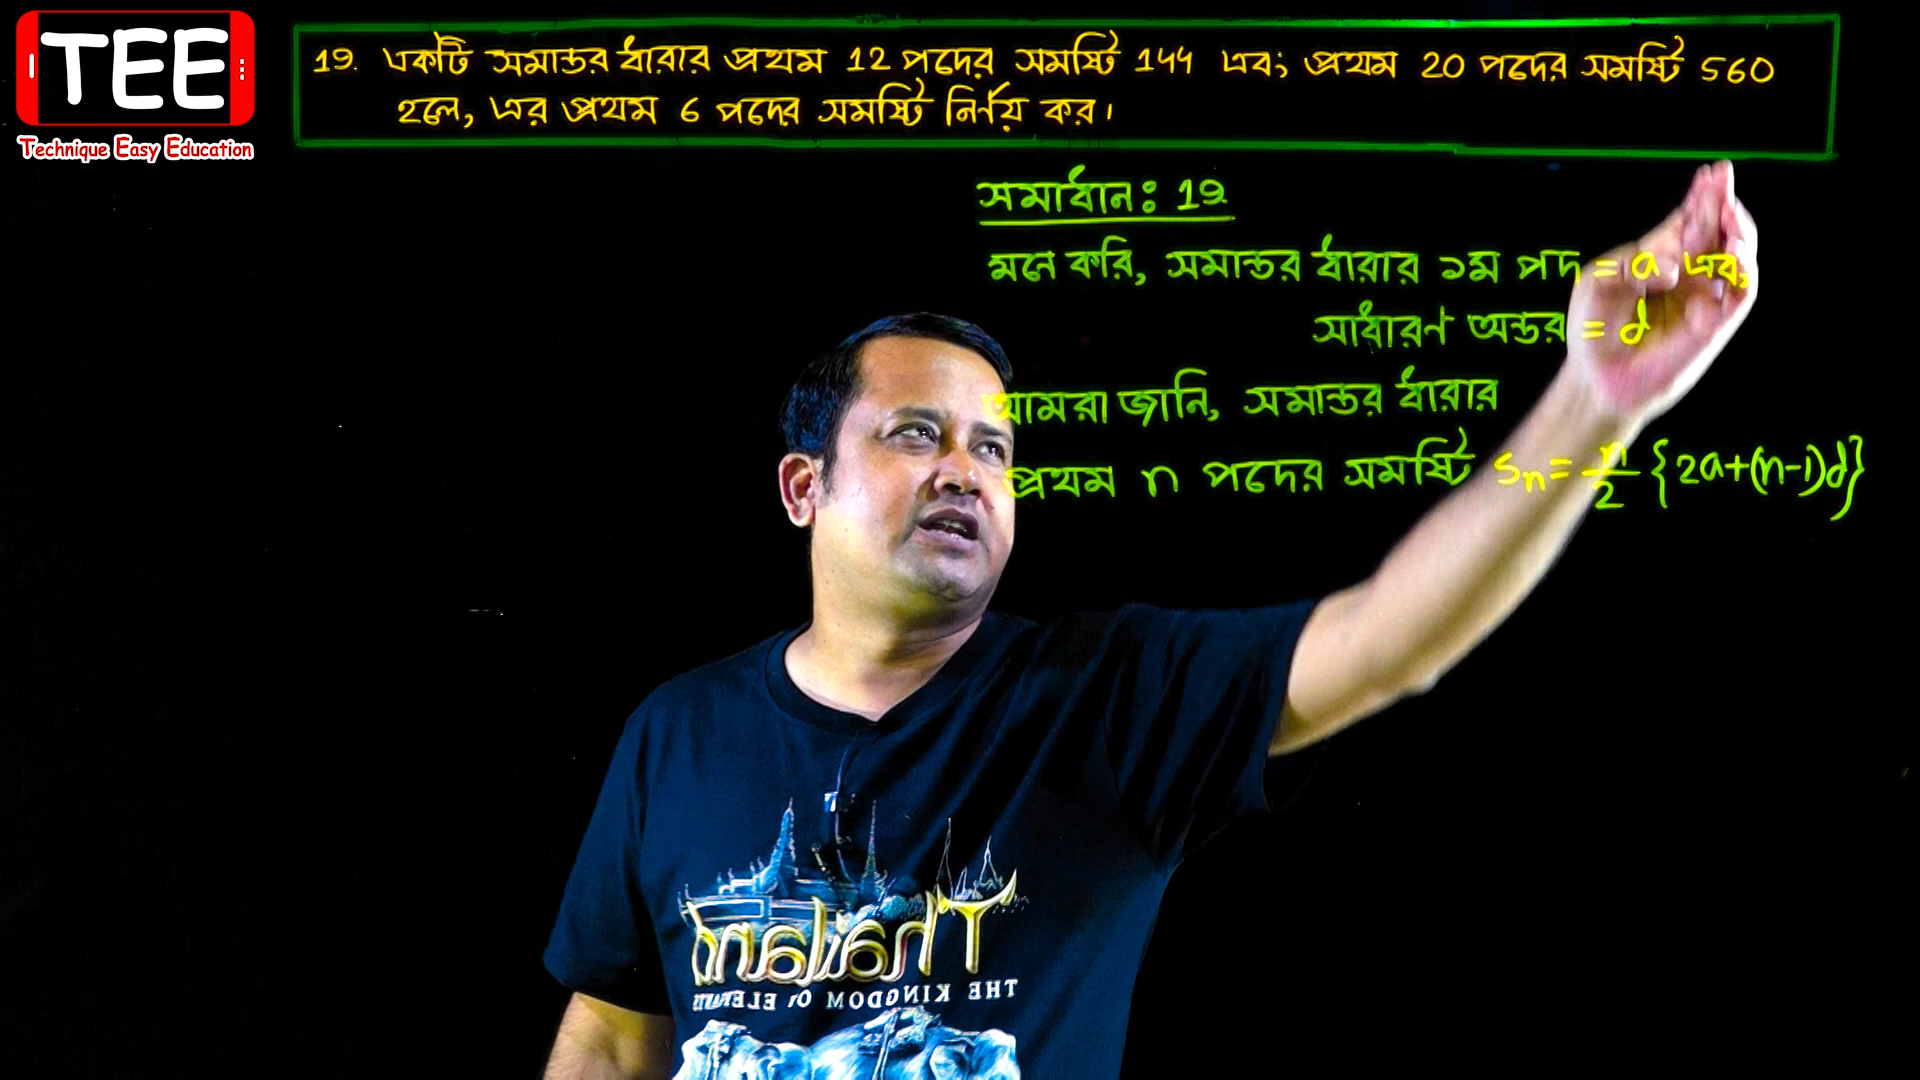 TEE
Technique Easy Education
19. একটি সমান্তর ধারার প্রথম 12 পদের সমষ্টি 144 এবং প্রথম 20 পদের সমষ্টি 560
হলে, এর প্রথম 6 পদের সমষ্টি নির্ণয় কর।
সমাধান: 19
মনে করি, সমান্তর ধারার ১ম পদ = a এবং
সাধারণ অন্তর = d
আমরা জানি, সমান্তর ধারার
প্রথম n পদের সমষ্টি Sn = n/2 {2a+(n-1)d}
Thailand
THE KINGDOM OF